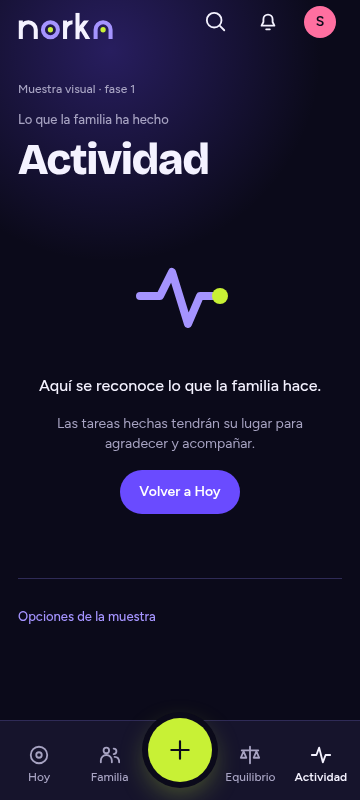 norka
S
Muestra visual · fase 1
Lo que la familia ha hecho
Actividad
Aquí se reconoce lo que la familia hace.
Las tareas hechas tendrán su lugar para
agradecer y acompañar.
Volver a Hoy
Opciones de la muestra
Hoy
Familia
Equilibrio
Actividad